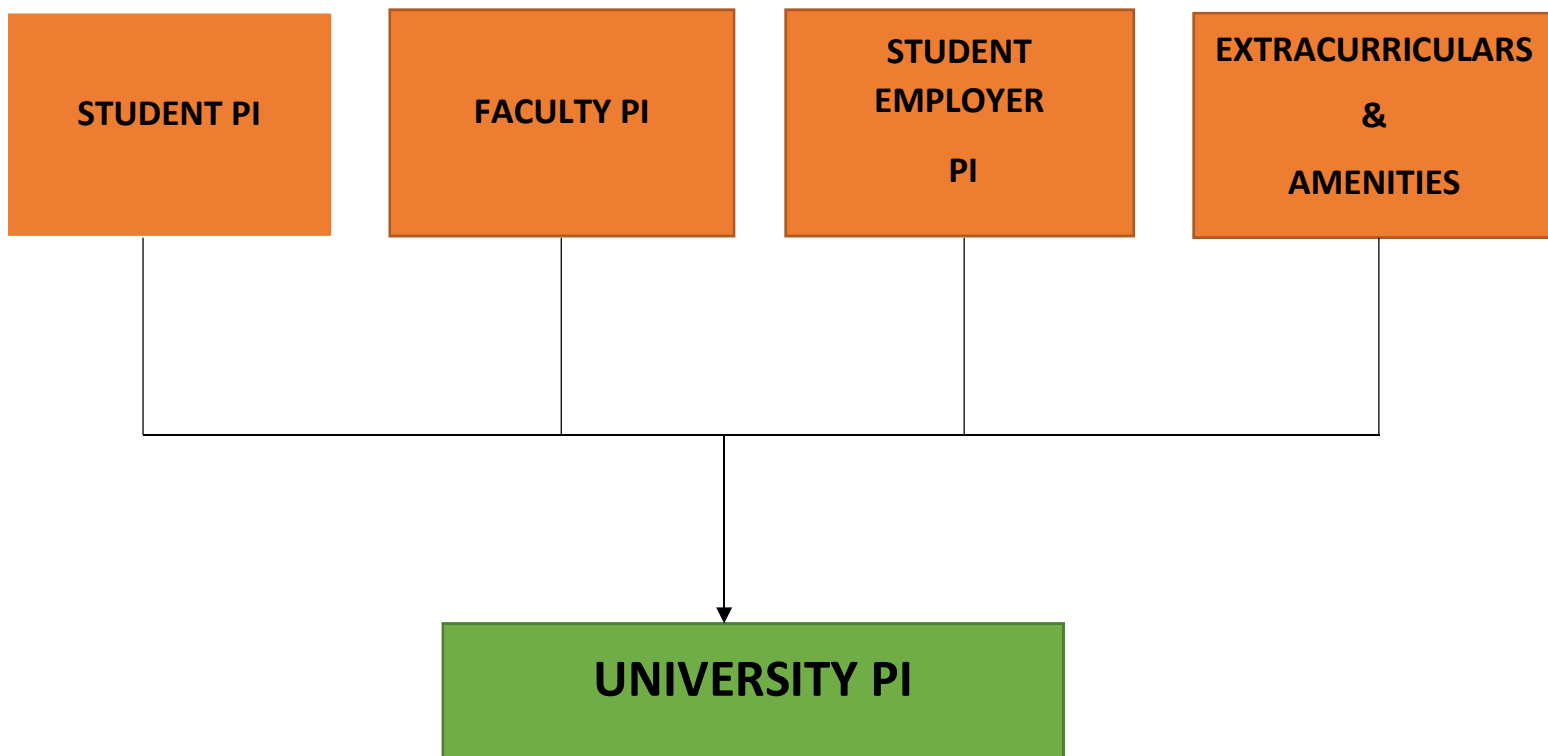 STUDENT PI
FACULTY PI
STUDENT
EMPLOYER
PI
EXTRACURRICULARS
&
AMENITIES
UNIVERSITY PI